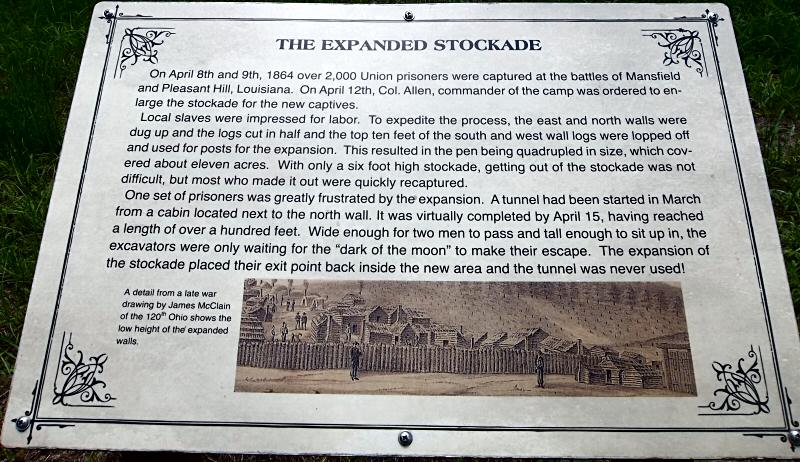 THE EXPANDED STOCKADE
On April 8th and 9th, 1864 over 2,000 Union prisoners were captured at the battles of Mansfield
and Pleasant Hill, Louisiana. On April 12th, Col. Allen, commander of the camp was ordered to en-
large the stockade for the new captives.
Local slaves were impressed for labor. To expedite the process, the east and north walls were
dug up and the logs cut in half and the top ten feet of the south and west wall logs were lopped off
and used for posts for the expansion. This resulted in the pen being quadrupled in size, which cov-
ered about eleven acres. With only a six foot high stockade, getting out of the stockade was not
difficult, but most who made it out were quickly recaptured.
One set of prisoners was greatly frustrated by the expansion. A tunnel had been started in March
from a cabin located next to the north wall. It was virtually completed by April 15, having reached
a length of over a hundred feet. Wide enough for two men to pass and tall enough to sit up in, the
excavators were only waiting for the “dark of the moon” to make their escape. The expansion of
the stockade placed their exit point back inside the new area and the tunnel was never used!
A detail from a late war
drawing by James McClain
of the 120th Ohio shows the
low height of the expanded
walls.